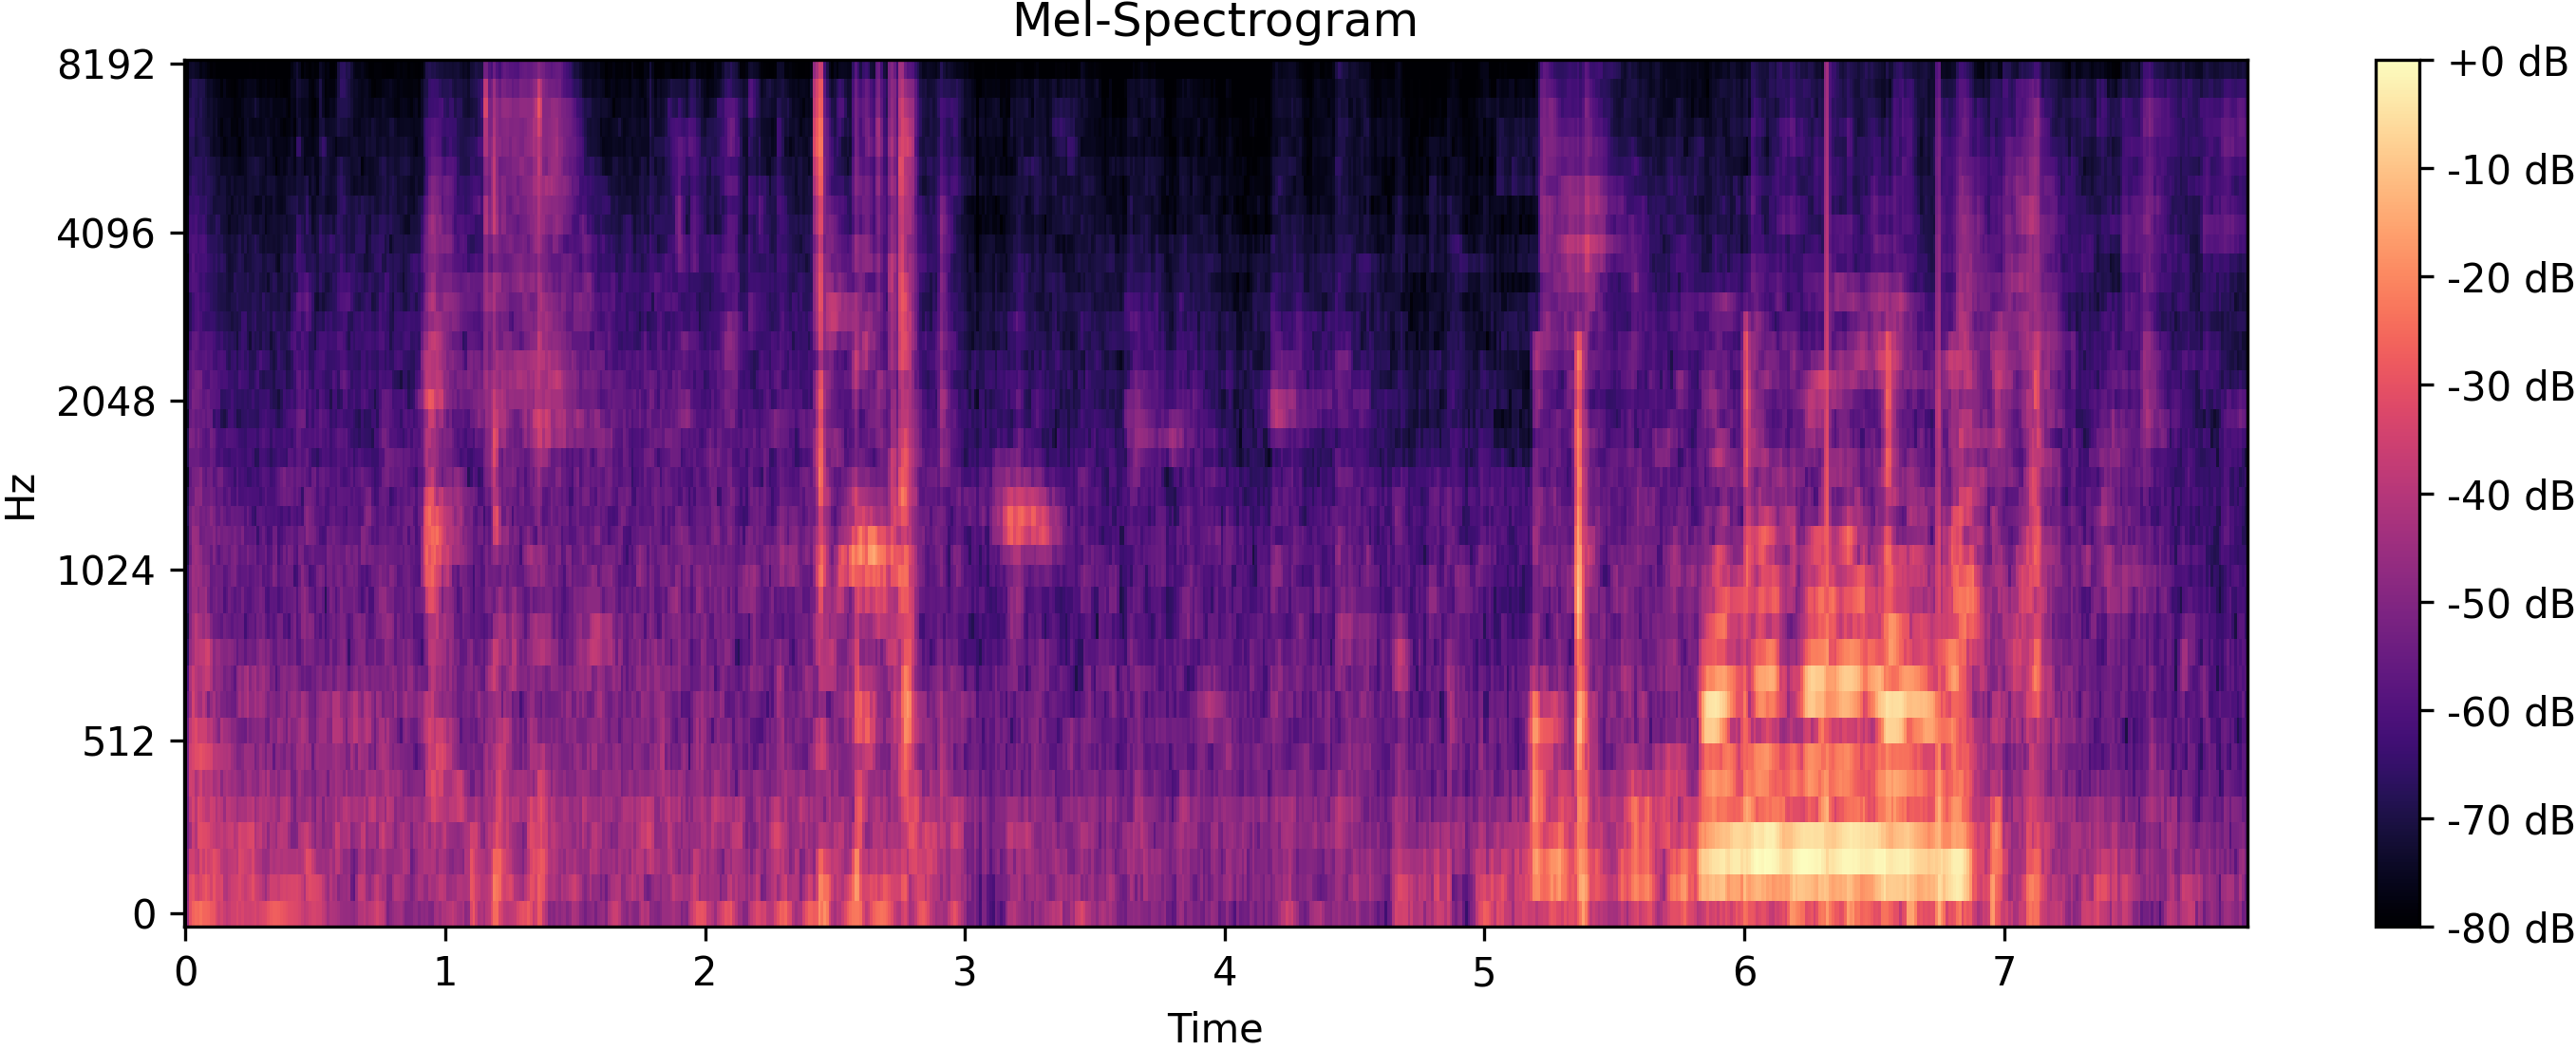 Mel-Spectrogram
8192
4096
2048
1024
512
0
Hz
0 1 2 3 4 5 6 7
Time
+0 dB
-10 dB
-20 dB
-30 dB
-40 dB
-50 dB
-60 dB
-70 dB
-80 dB